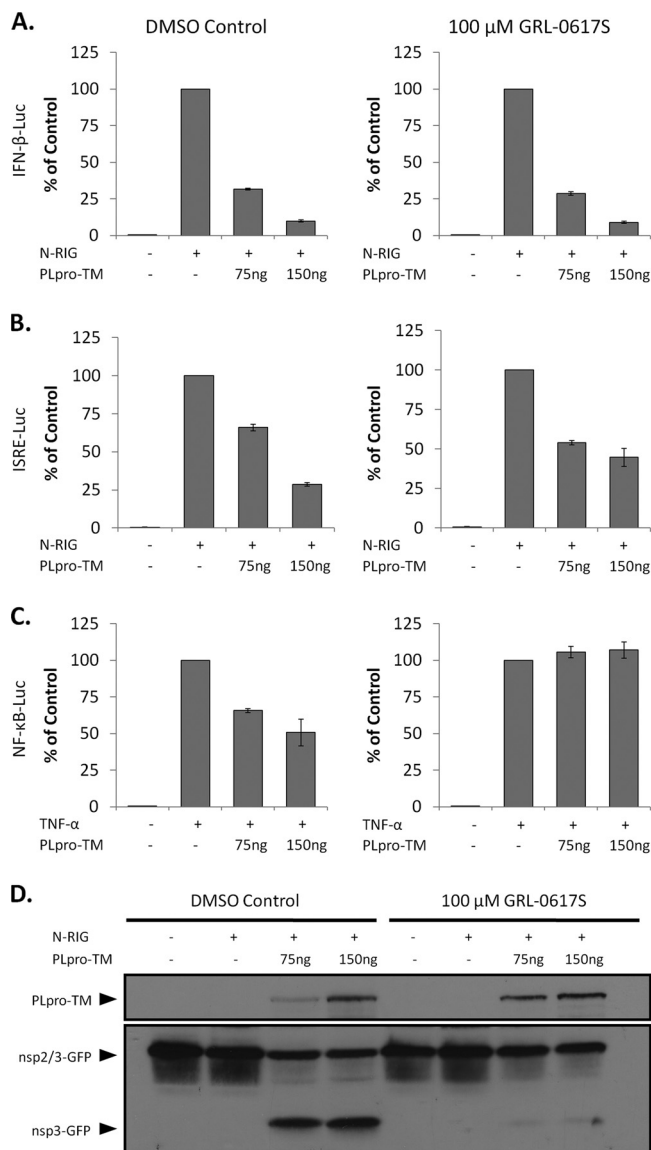 A.
DMSO Control
100 µM GRL-0617S
IFN-β-Luc
% of Control
125
100
75
50
25
0
N-RIG - + + +
PLpro-TM - - 75ng 150ng
% of Control
125
100
75
50
25
0
N-RIG - + + +
PLpro-TM - - 75ng 150ng
B.
ISRE-Luc
% of Control
125
100
75
50
25
0
N-RIG - + + +
PLpro-TM - - 75ng 150ng
% of Control
125
100
75
50
25
0
N-RIG - + + +
PLpro-TM - - 75ng 150ng
C.
NF-κB-Luc
% of Control
125
100
75
50
25
0
TNF-α - + + +
PLpro-TM - - 75ng 150ng
% of Control
125
100
75
50
25
0
TNF-α - + + +
PLpro-TM - - 75ng 150ng
D.
DMSO Control
100 µM GRL-0617S
N-RIG - + + + - + + +
PLpro-TM - - 75ng 150ng - - 75ng 150ng
PLpro-TM
nsp2/3-GFP
nsp3-GFP